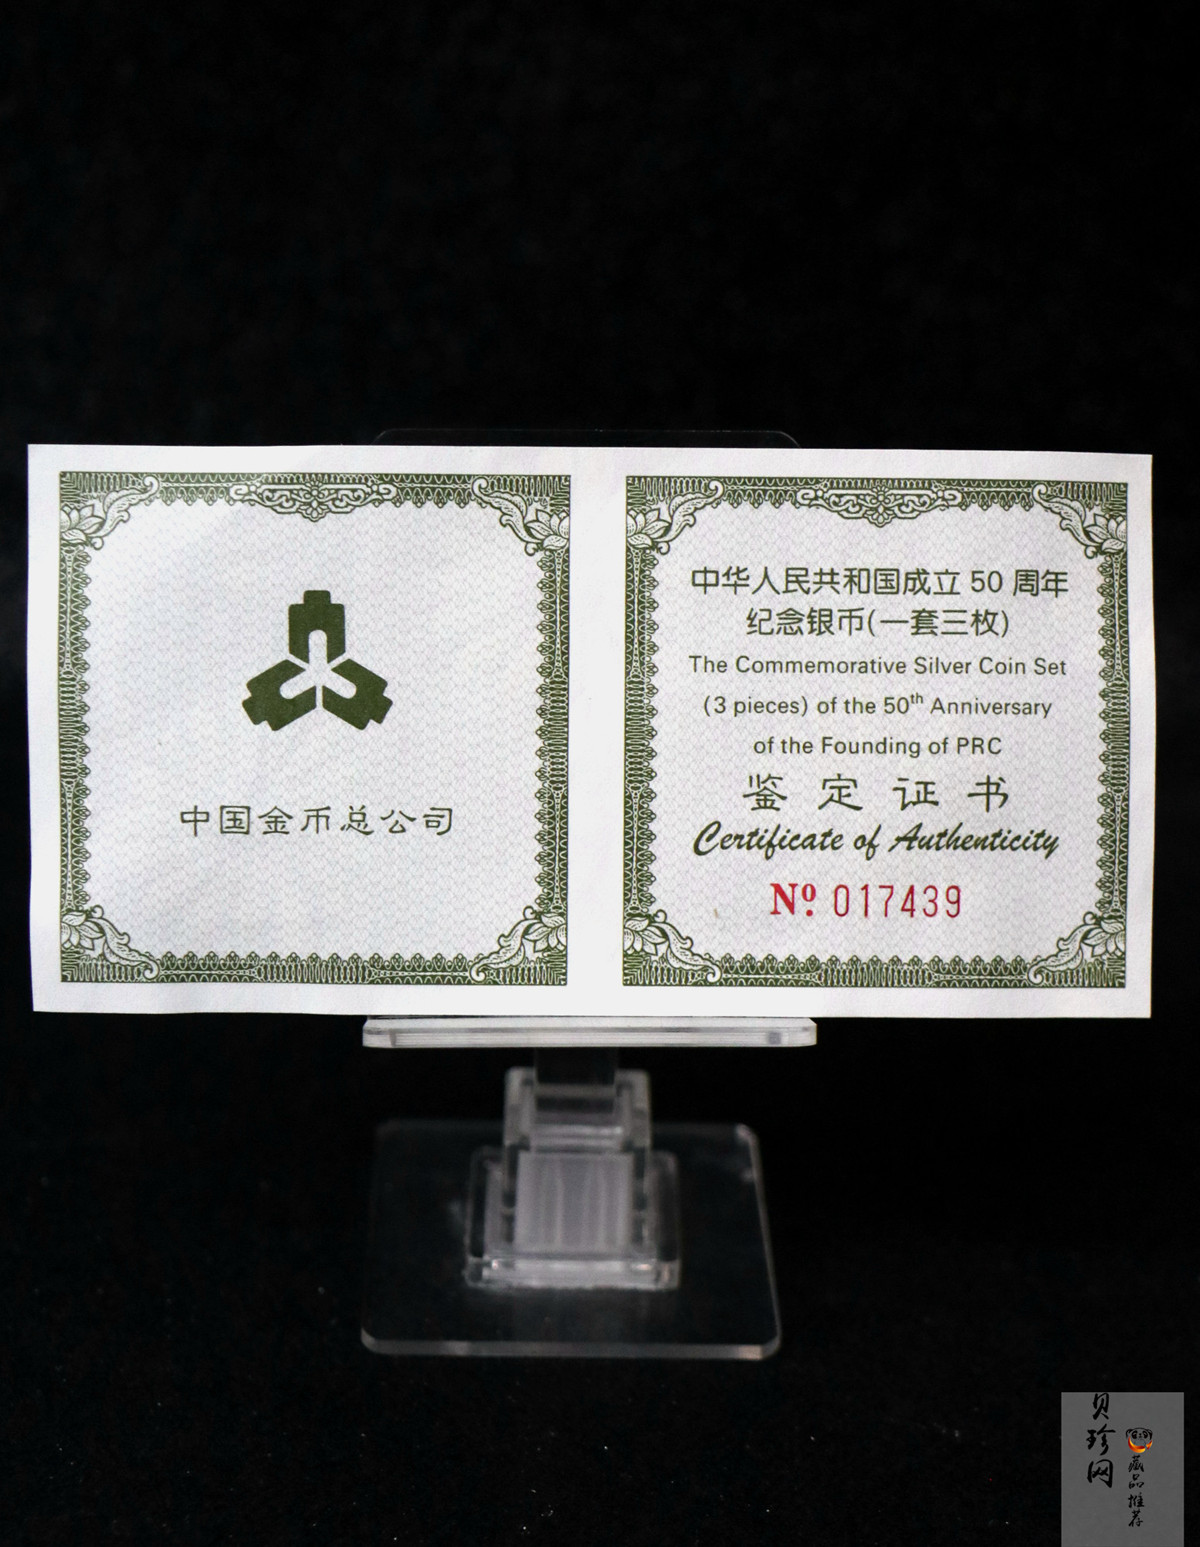 中国金币总公司
中华人民共和国成立50周年
纪念银币(一套三枚)
The Commemorative Silver Coin Set
(3 pieces) of the 50th Anniversary
of the Founding of PRC
鉴定证书
Certificate of Authenticity
Nº 017439
贝珍网
藏品推荐